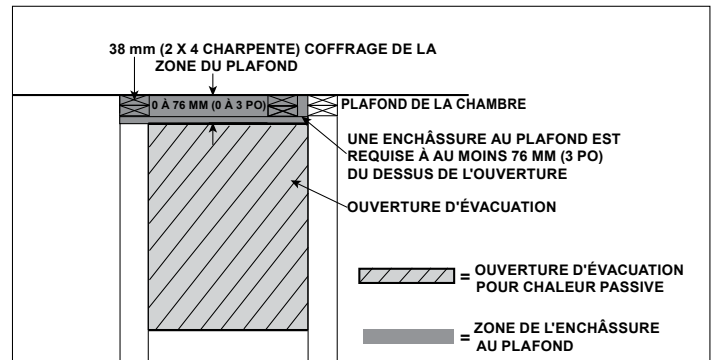 38 mm (2 X 4 CHARPENTE) COFFRAGE DE LA
ZONE DU PLAFOND
0 À 76 MM (0 À 3 PO)
PLAFOND DE LA CHAMBRE
UNE ENCHÂSSURE AU PLAFOND EST
REQUISE À AU MOINS 76 MM (3 PO)
DU DESSUS DE L'OUVERTURE
OUVERTURE D'ÉVACUATION
= OUVERTURE D'ÉVACUATION
POUR CHALEUR PASSIVE
= ZONE DE L'ENCHÂSSURE
AU PLAFOND